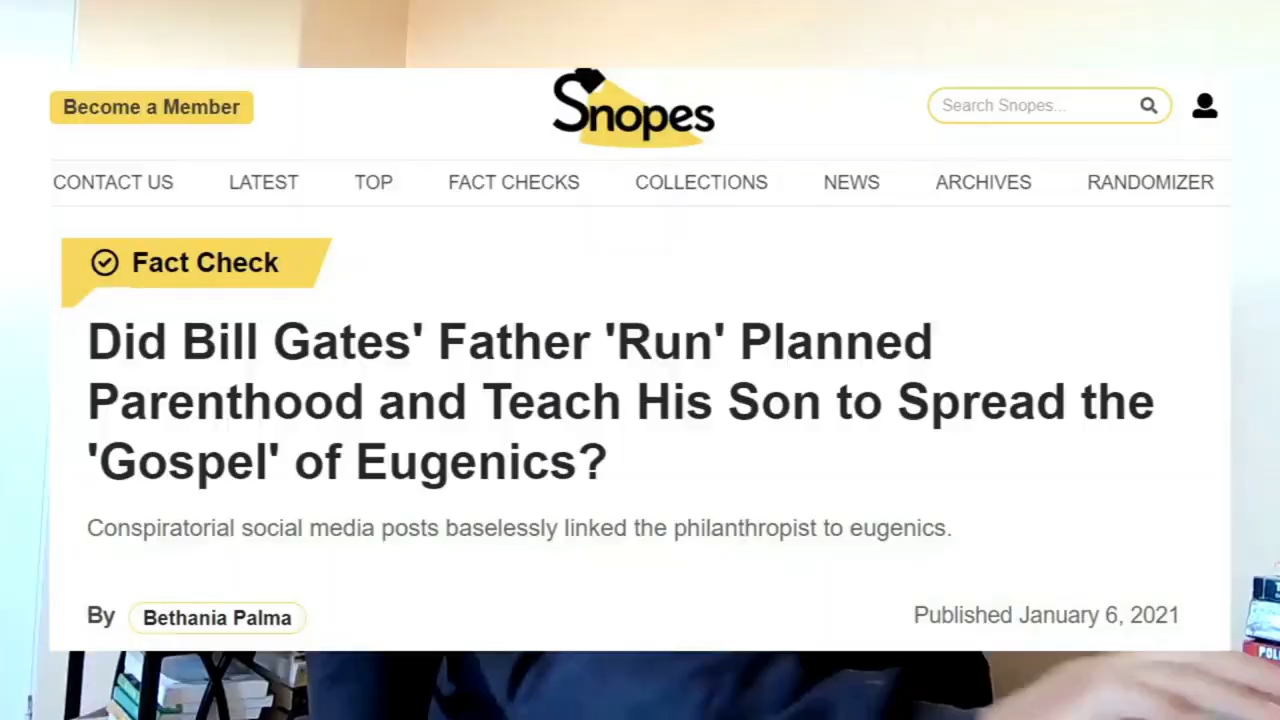 Become a Member
Snopes
Search Snopes...
CONTACT US LATEST TOP FACT CHECKS COLLECTIONS NEWS ARCHIVES RANDOMIZER
Fact Check
Did Bill Gates' Father 'Run' Planned
Parenthood and Teach His Son to Spread the
'Gospel' of Eugenics?
Conspiratorial social media posts baselessly linked the philanthropist to eugenics.
By Bethania Palma
Published January 6, 2021